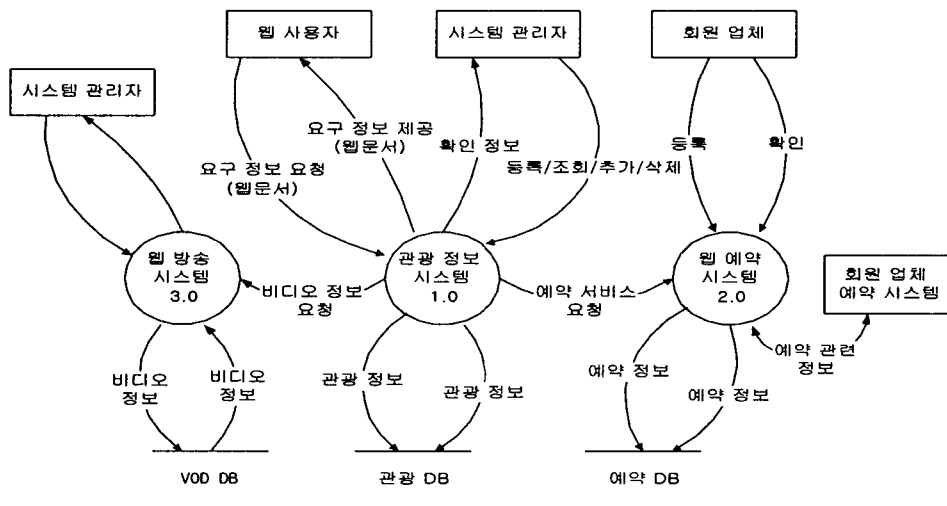 웹 사용자
시스템 관리자
회원 업체
시스템 관리자
요구 정보 제공
(웹문서)
확인 정보
등록
확인
요구 정보 요청
(웹문서)
등록/조회/추가/삭제
웹 방송
시스템
3.0
관광 정보
시스템
1.0
웹 예약
시스템
2.0
회원 업체
예약 시스템
비디오 정보
요청
예약 서비스
요청
예약 관련
정보
비디오
정보
비디오
정보
관광 정보
관광 정보
예약 정보
예약 정보
VOD DB
관광 DB
예약 DB